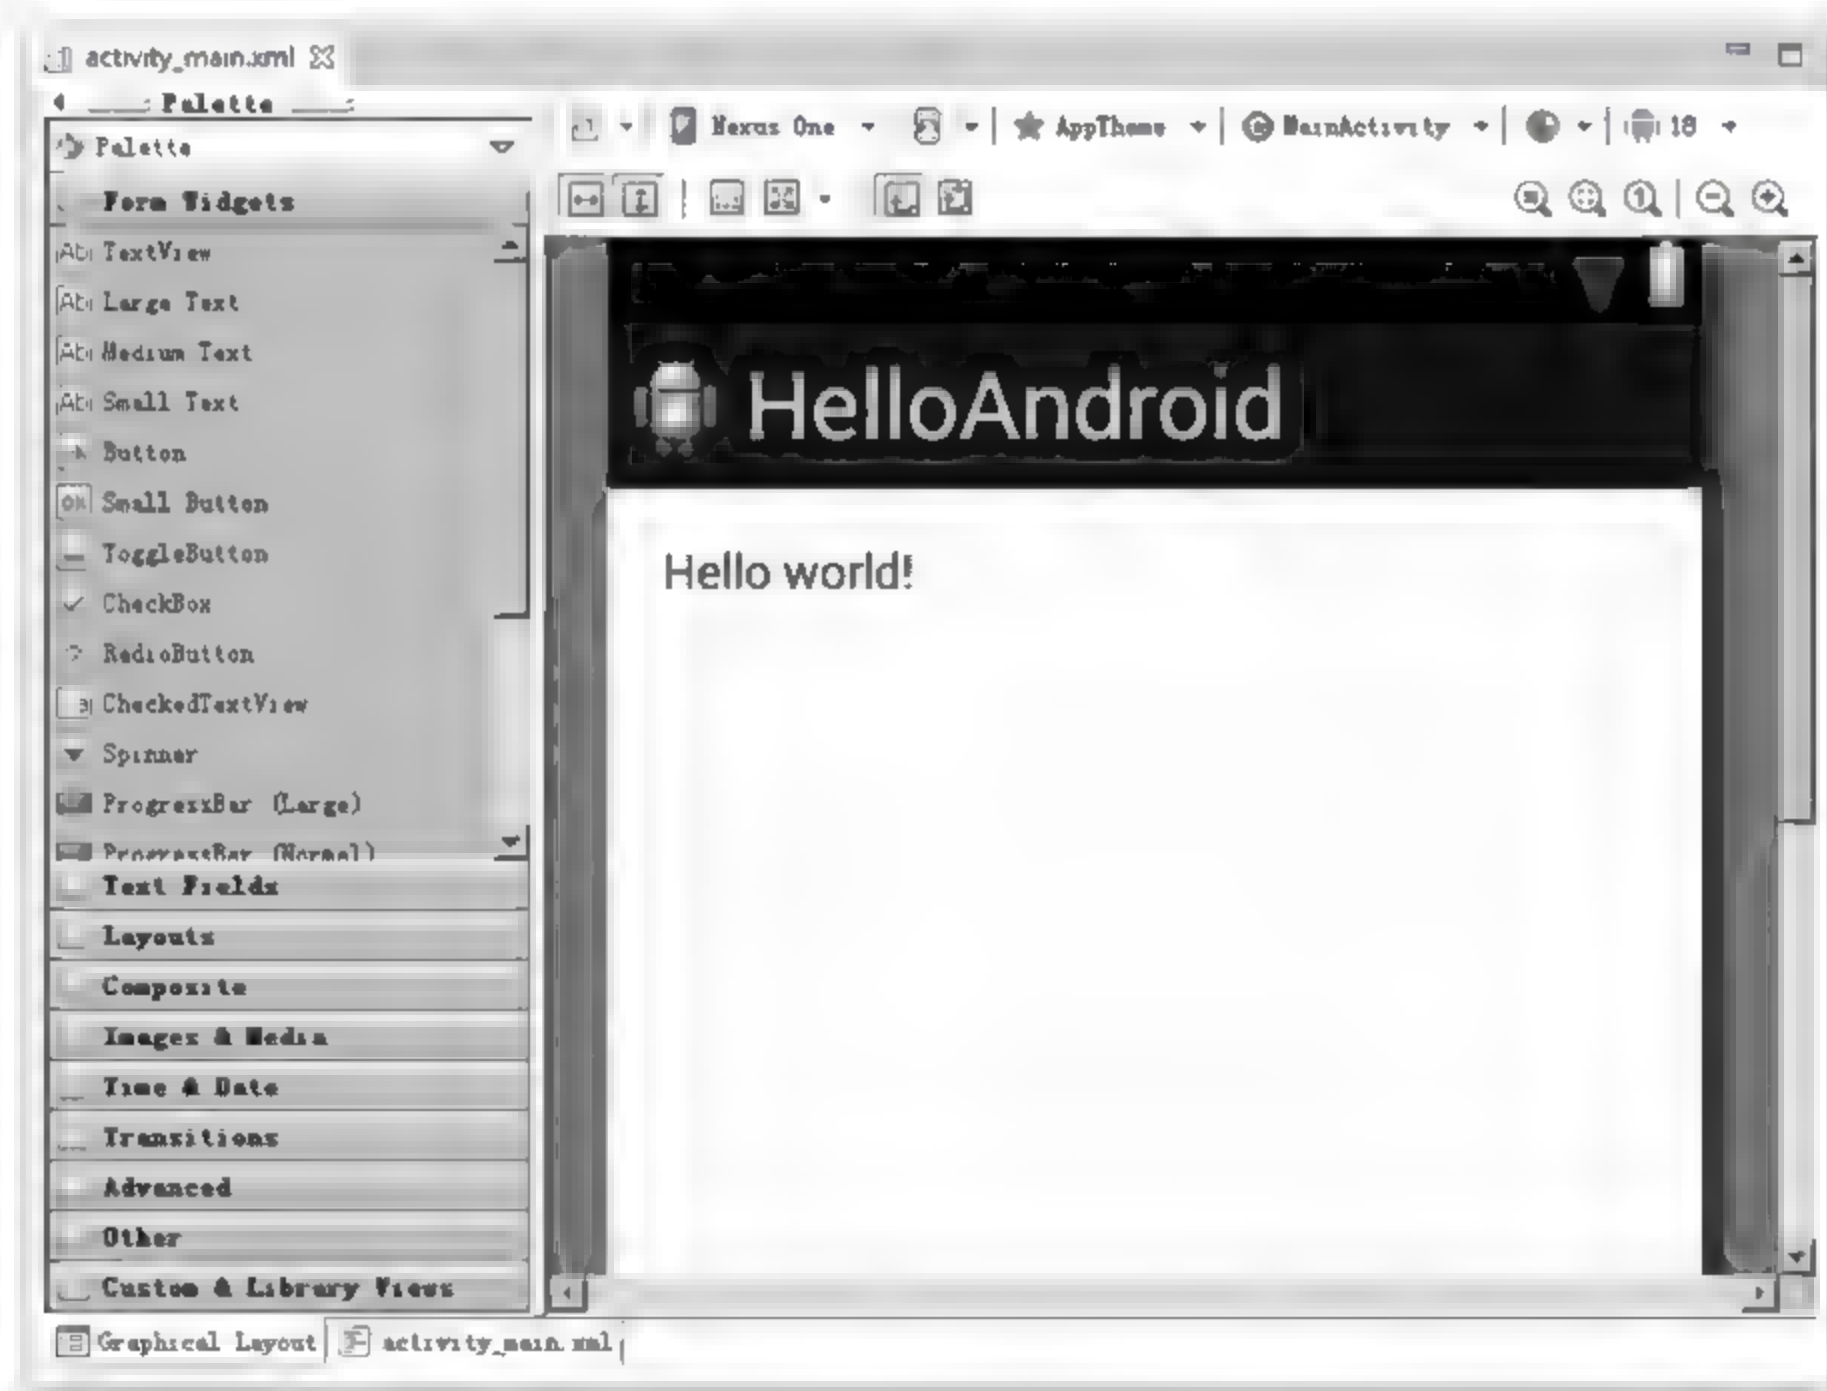 activity_main.xml
Palette
Palette
Nexus One
AppTheme
MainActivity
18
Form Widgets
TextView
Large Text
Medium Text
Small Text
Button
Small Button
ToggleButton
CheckBox
RadioButton
CheckedTextView
Spinner
ProgressBar (Large)
ProgressBar (Normal)
Text Fields
Layouts
Composite
Images & Media
Time & Date
Transitions
Advanced
Other
Custom & Library Views
HelloAndroid
Hello world!
Graphical Layout
activity_main.xml